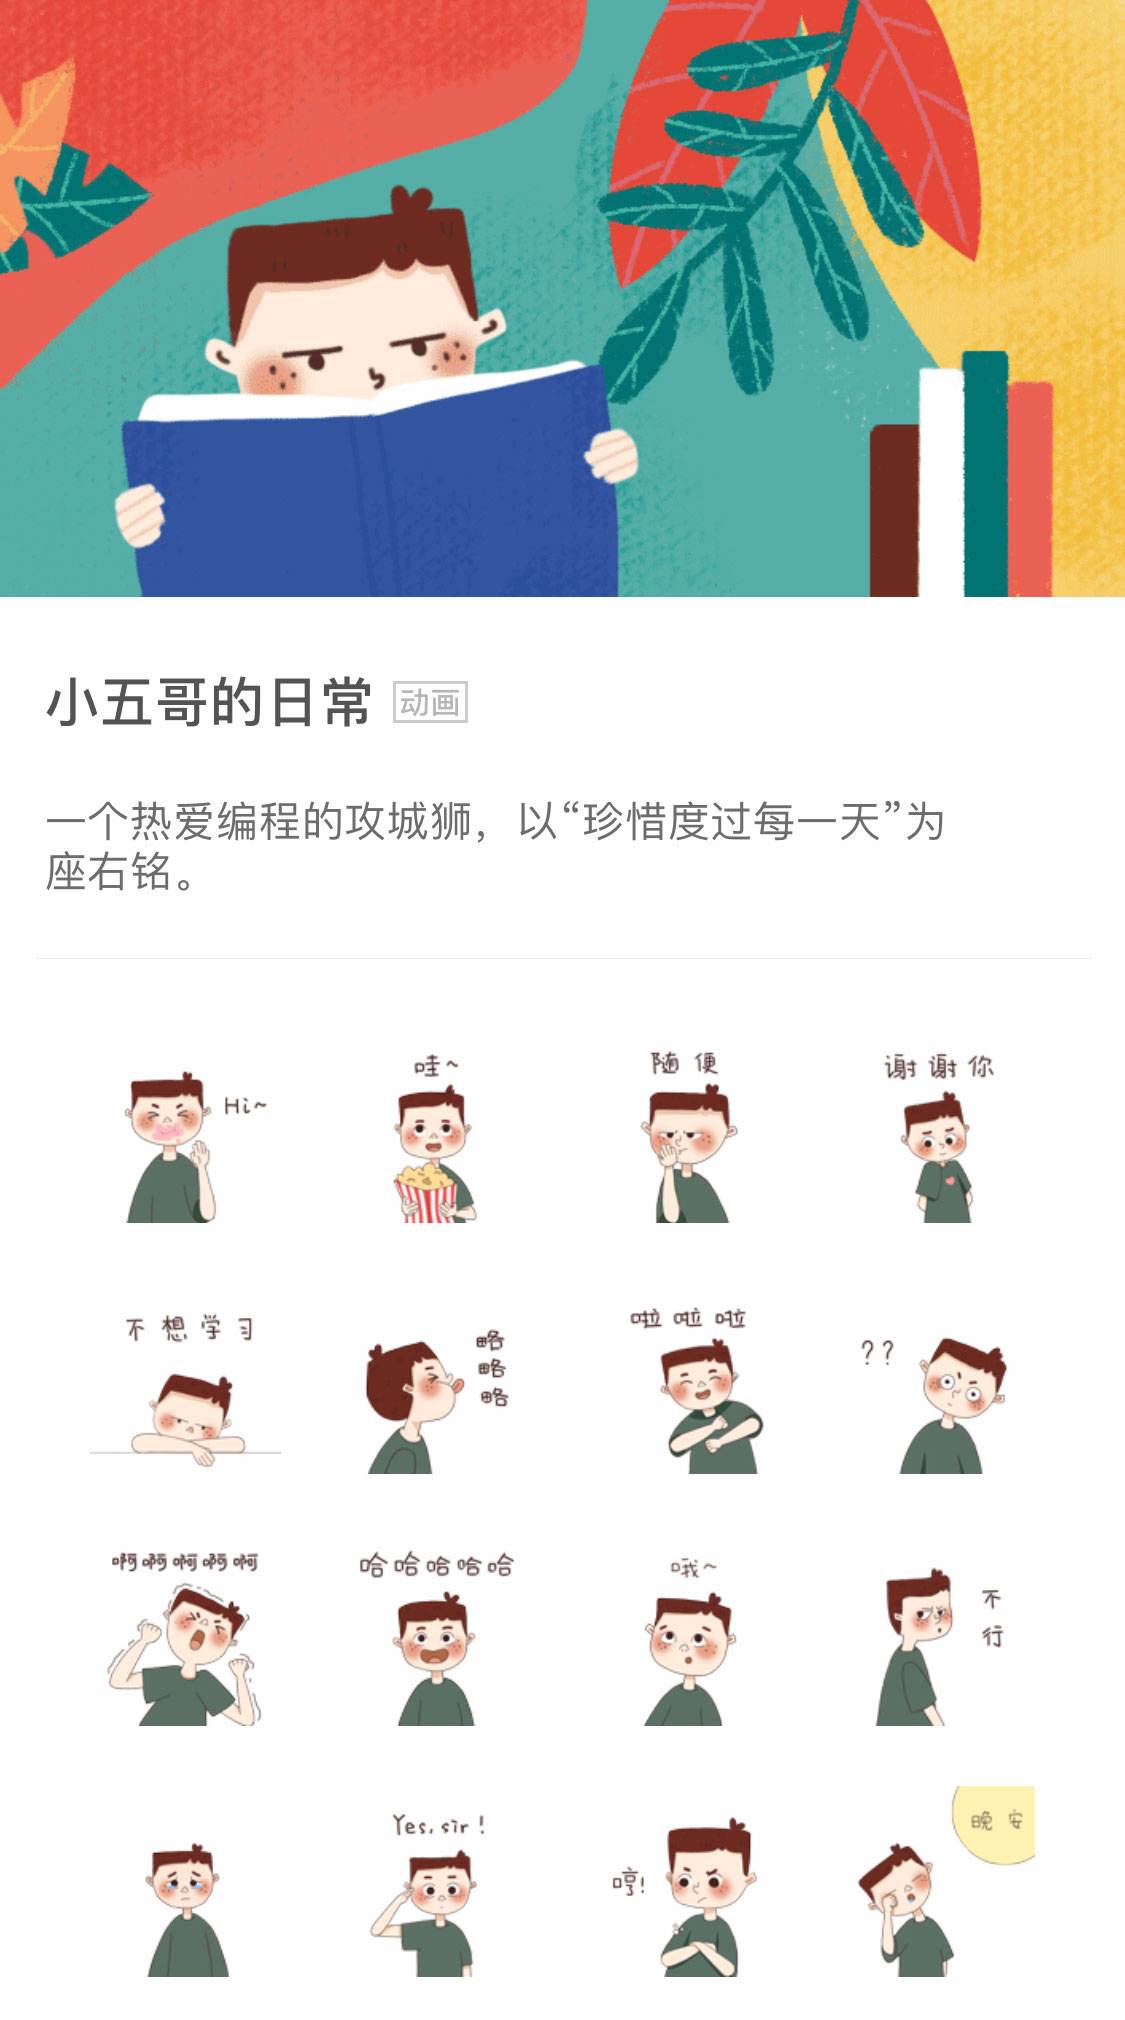 小五哥的日常 动画
一个热爱编程的攻城狮，以“珍惜度过每一天”为
座右铭。
Hi~
哇~
随便
谢谢你
不想学习
略
略
略
啦啦啦
??
啊啊啊啊啊
哈哈哈哈哈
哦~
不
行
Yes,sir!
哼!
晚安